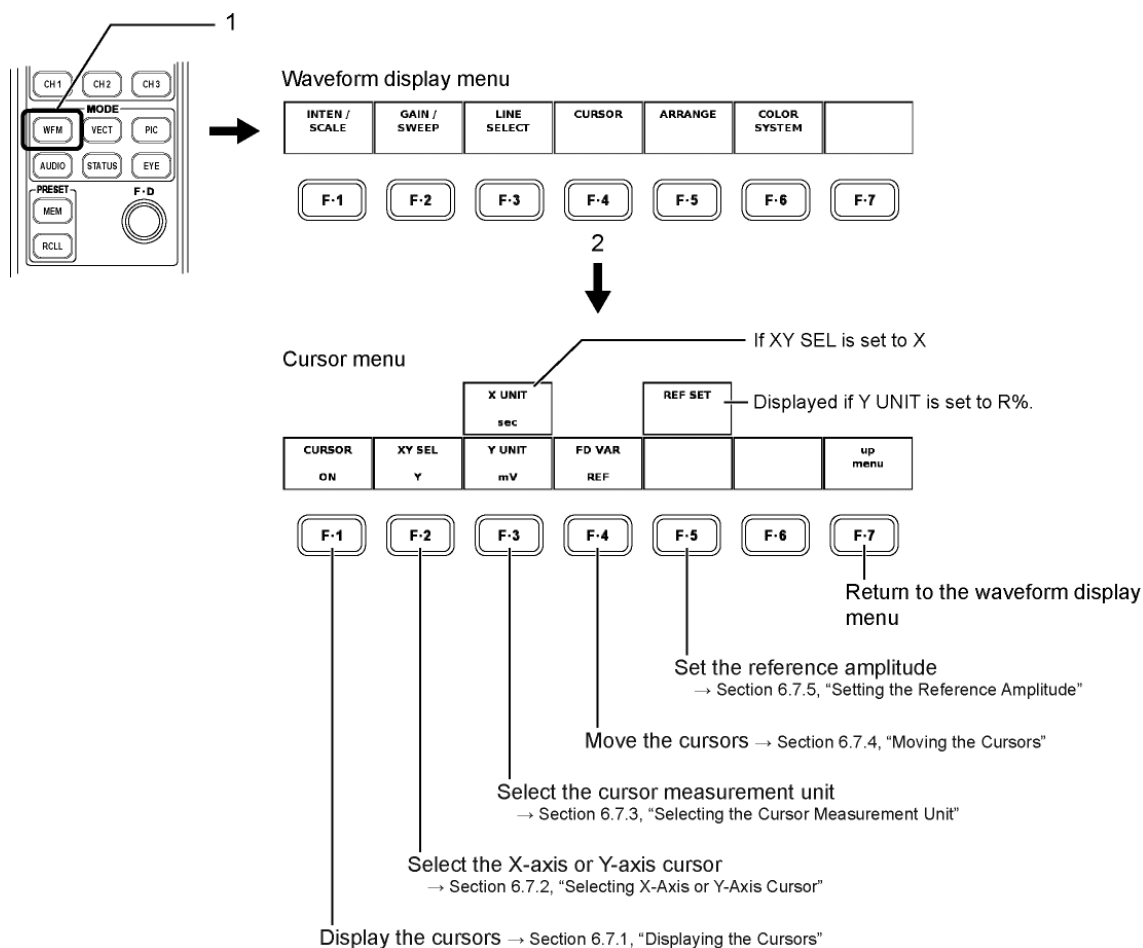 1
CH 1 CH 2 CH 3
MODE
WFM VECT PIC
AUDIO STATUS EYE
PRESET F·D
MEM
RCLL
Waveform display menu
INTEN / SCALE GAIN / SWEEP LINE SELECT CURSOR ARRANGE COLOR SYSTEM
F·1 F·2 F·3 F·4 F·5 F·6 F·7
2
If XY SEL is set to X
Cursor menu
X UNIT sec REF SET
Displayed if Y UNIT is set to R%.
CURSOR XY SEL Y UNIT FD VAR up menu
ON Y mV REF
F·1 F·2 F·3 F·4 F·5 F·6 F·7
Return to the waveform display
menu
Set the reference amplitude
→ Section 6.7.5, “Setting the Reference Amplitude”
Move the cursors → Section 6.7.4, “Moving the Cursors”
Select the cursor measurement unit
→ Section 6.7.3, “Selecting the Cursor Measurement Unit”
Select the X-axis or Y-axis cursor
→ Section 6.7.2, “Selecting X-Axis or Y-Axis Cursor”
Display the cursors → Section 6.7.1, “Displaying the Cursors”